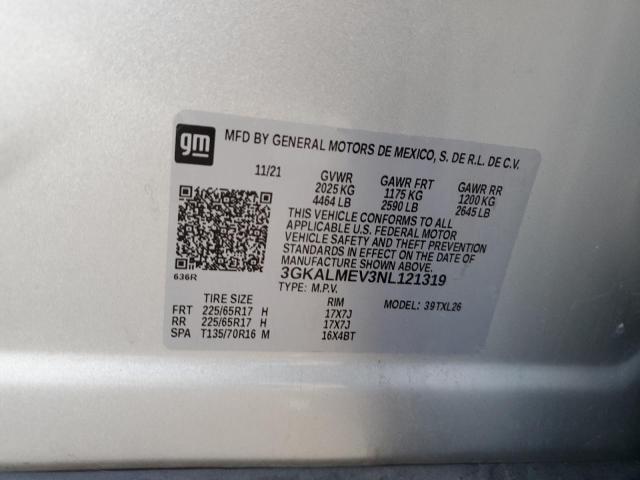 gm
MFD BY GENERAL MOTORS DE MEXICO, S. DE R.L. DE C.V.
11/21 GVWR GAWR FRT GAWR RR
2025 KG 1175 KG 1200 KG
4464 LB 2590 LB 2645 LB
THIS VEHICLE CONFORMS TO ALL
APPLICABLE U.S. FEDERAL MOTOR
VEHICLE SAFETY AND THEFT PREVENTION
STANDARDS IN EFFECT ON THE DATE OF
MANUFACTURE SHOWN ABOVE.
636R
3GKALMEV3NL121319
TYPE: M.P.V.
TIRE SIZE RIM MODEL: 39TXL26
FRT 225/65R17 H 17X7J
RR 225/65R17 H 17X7J
SPA T135/70R16 M 16X4BT